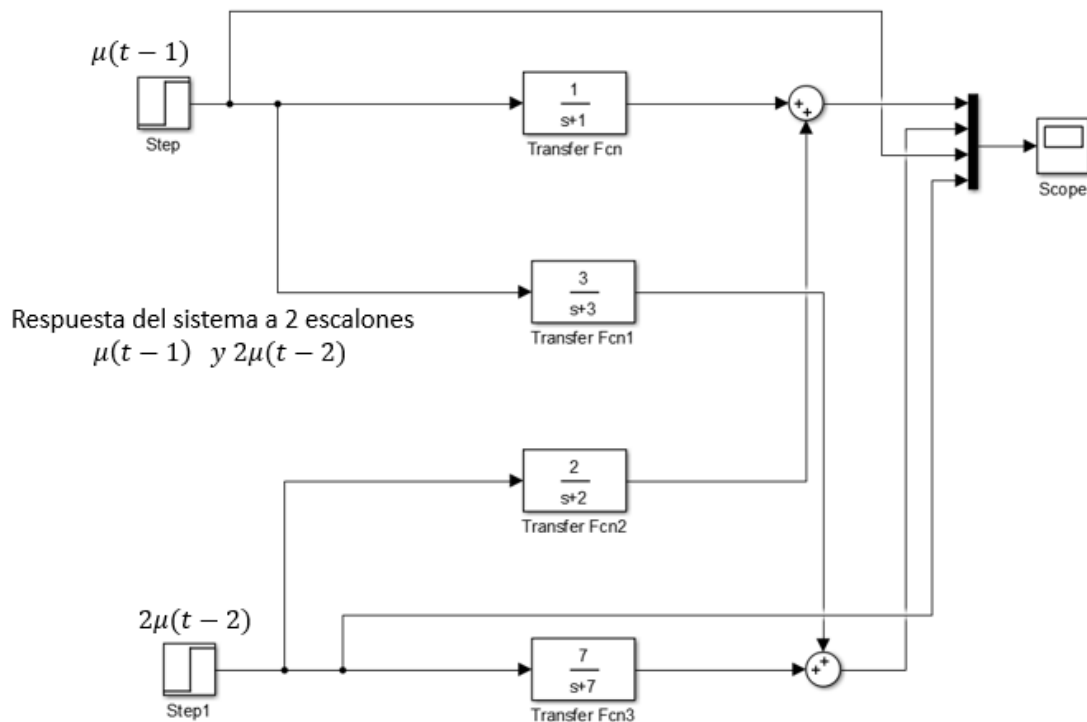 μ(t − 1)
Step
1
s+1
Transfer Fcn
+
+
Scope
3
s+3
Transfer Fcn1
Respuesta del sistema a 2 escalones
μ(t − 1) y 2μ(t − 2)
2
s+2
Transfer Fcn2
2μ(t − 2)
Step1
7
s+7
Transfer Fcn3
+
+